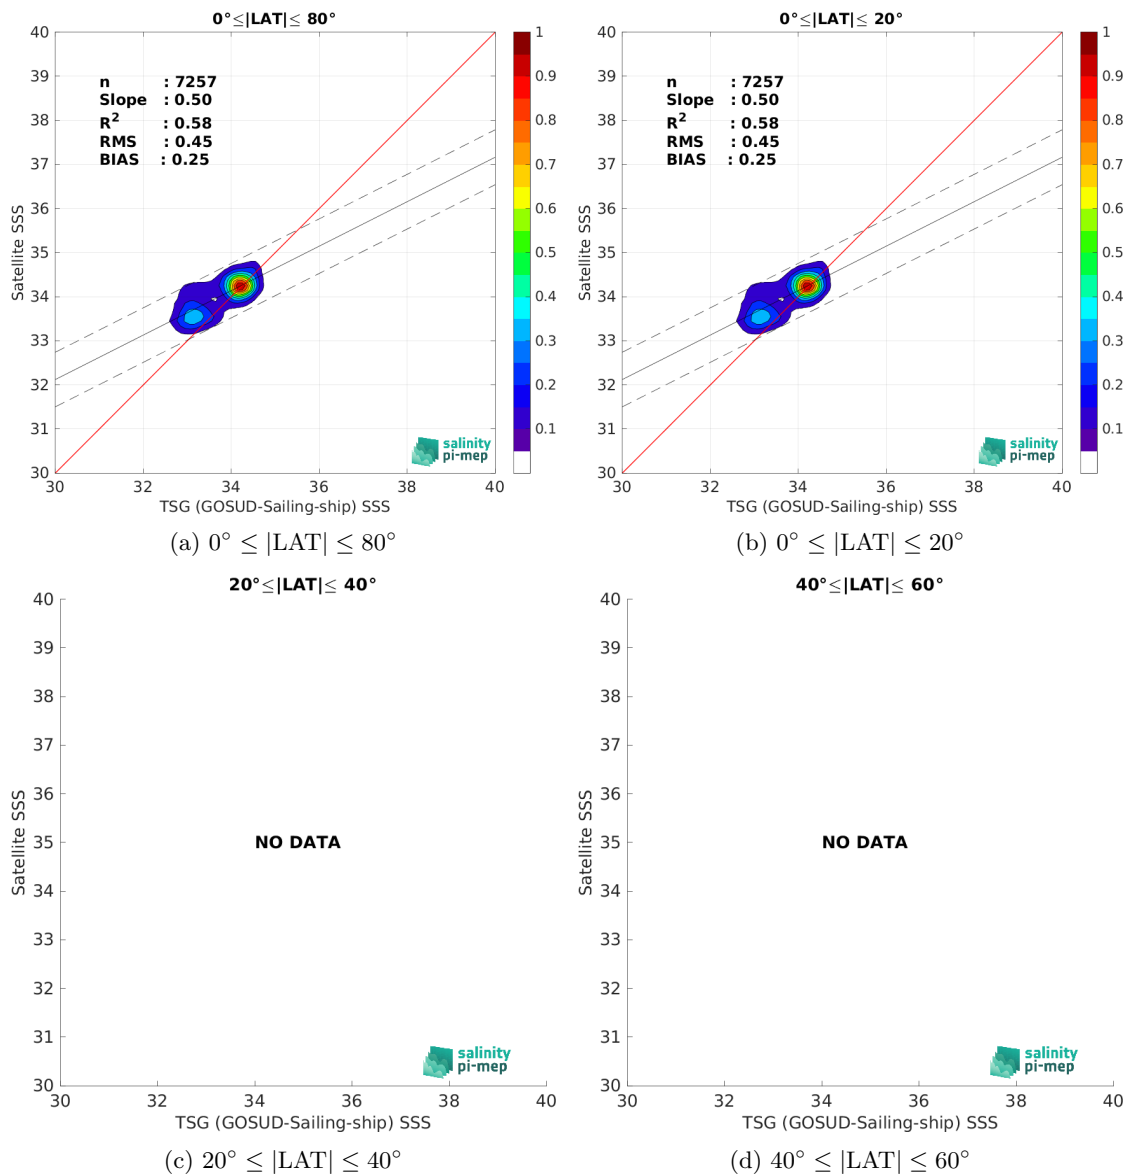 0°≤|LAT|≤ 80°
40
39
38
37
36
35
34
33
32
31
30
Satellite SSS
n : 7257
Slope : 0.50
R² : 0.58
RMS : 0.45
BIAS : 0.25
1
0.9
0.8
0.7
0.6
0.5
0.4
0.3
0.2
0.1
salinity
pi-mep
30 32 34 36 38 40
TSG (GOSUD-Sailing-ship) SSS
(a) 0° ≤ |LAT| ≤ 80°
0°≤|LAT|≤ 20°
40
39
38
37
36
35
34
33
32
31
30
Satellite SSS
n : 7257
Slope : 0.50
R² : 0.58
RMS : 0.45
BIAS : 0.25
1
0.9
0.8
0.7
0.6
0.5
0.4
0.3
0.2
0.1
salinity
pi-mep
30 32 34 36 38 40
TSG (GOSUD-Sailing-ship) SSS
(b) 0° ≤ |LAT| ≤ 20°
20°≤|LAT|≤ 40°
40
39
38
37
36
35
34
33
32
31
30
Satellite SSS
NO DATA
salinity
pi-mep
30 32 34 36 38 40
TSG (GOSUD-Sailing-ship) SSS
(c) 20° ≤ |LAT| ≤ 40°
40°≤|LAT|≤ 60°
40
39
38
37
36
35
34
33
32
31
30
Satellite SSS
NO DATA
salinity
pi-mep
30 32 34 36 38 40
TSG (GOSUD-Sailing-ship) SSS
(d) 40° ≤ |LAT| ≤ 60°